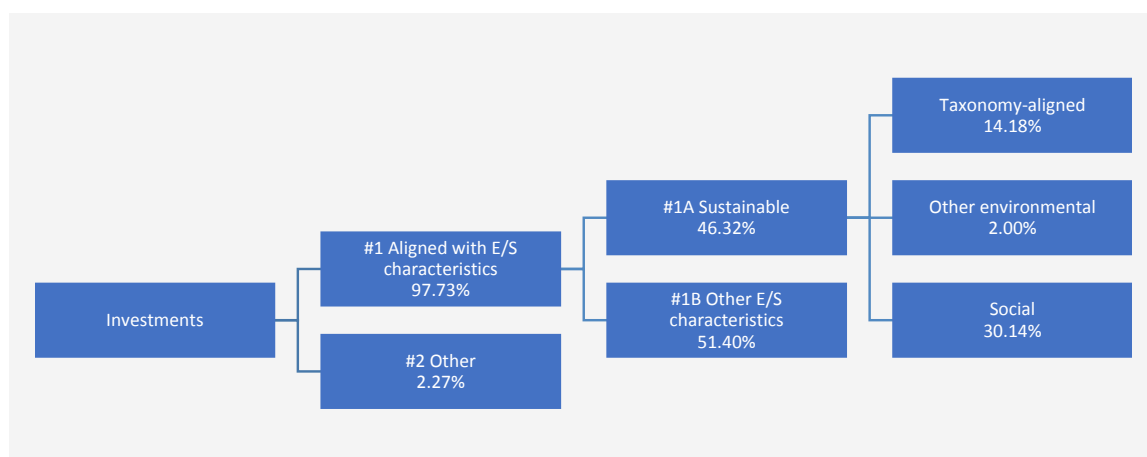 Investments
#1 Aligned with E/S
characteristics
97.73%
#2 Other
2.27%
#1A Sustainable
46.32%
#1B Other E/S
characteristics
51.40%
Taxonomy-aligned
14.18%
Other environmental
2.00%
Social
30.14%